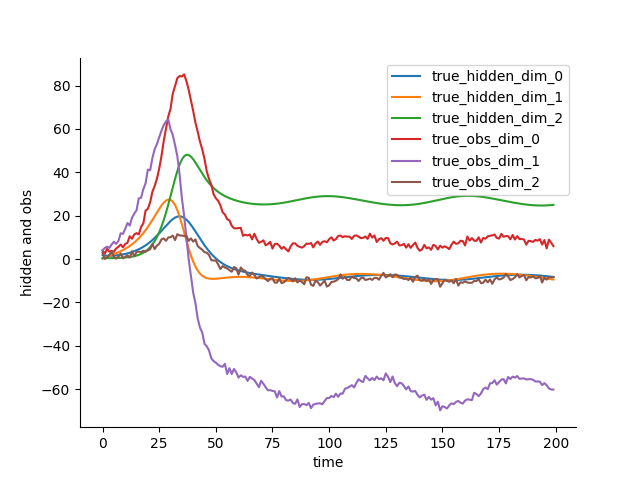 true_hidden_dim_0
true_hidden_dim_1
true_hidden_dim_2
true_obs_dim_0
true_obs_dim_1
true_obs_dim_2
hidden and obs
80
60
40
20
0
−20
−40
−60
0 25 50 75 100 125 150 175 200
time